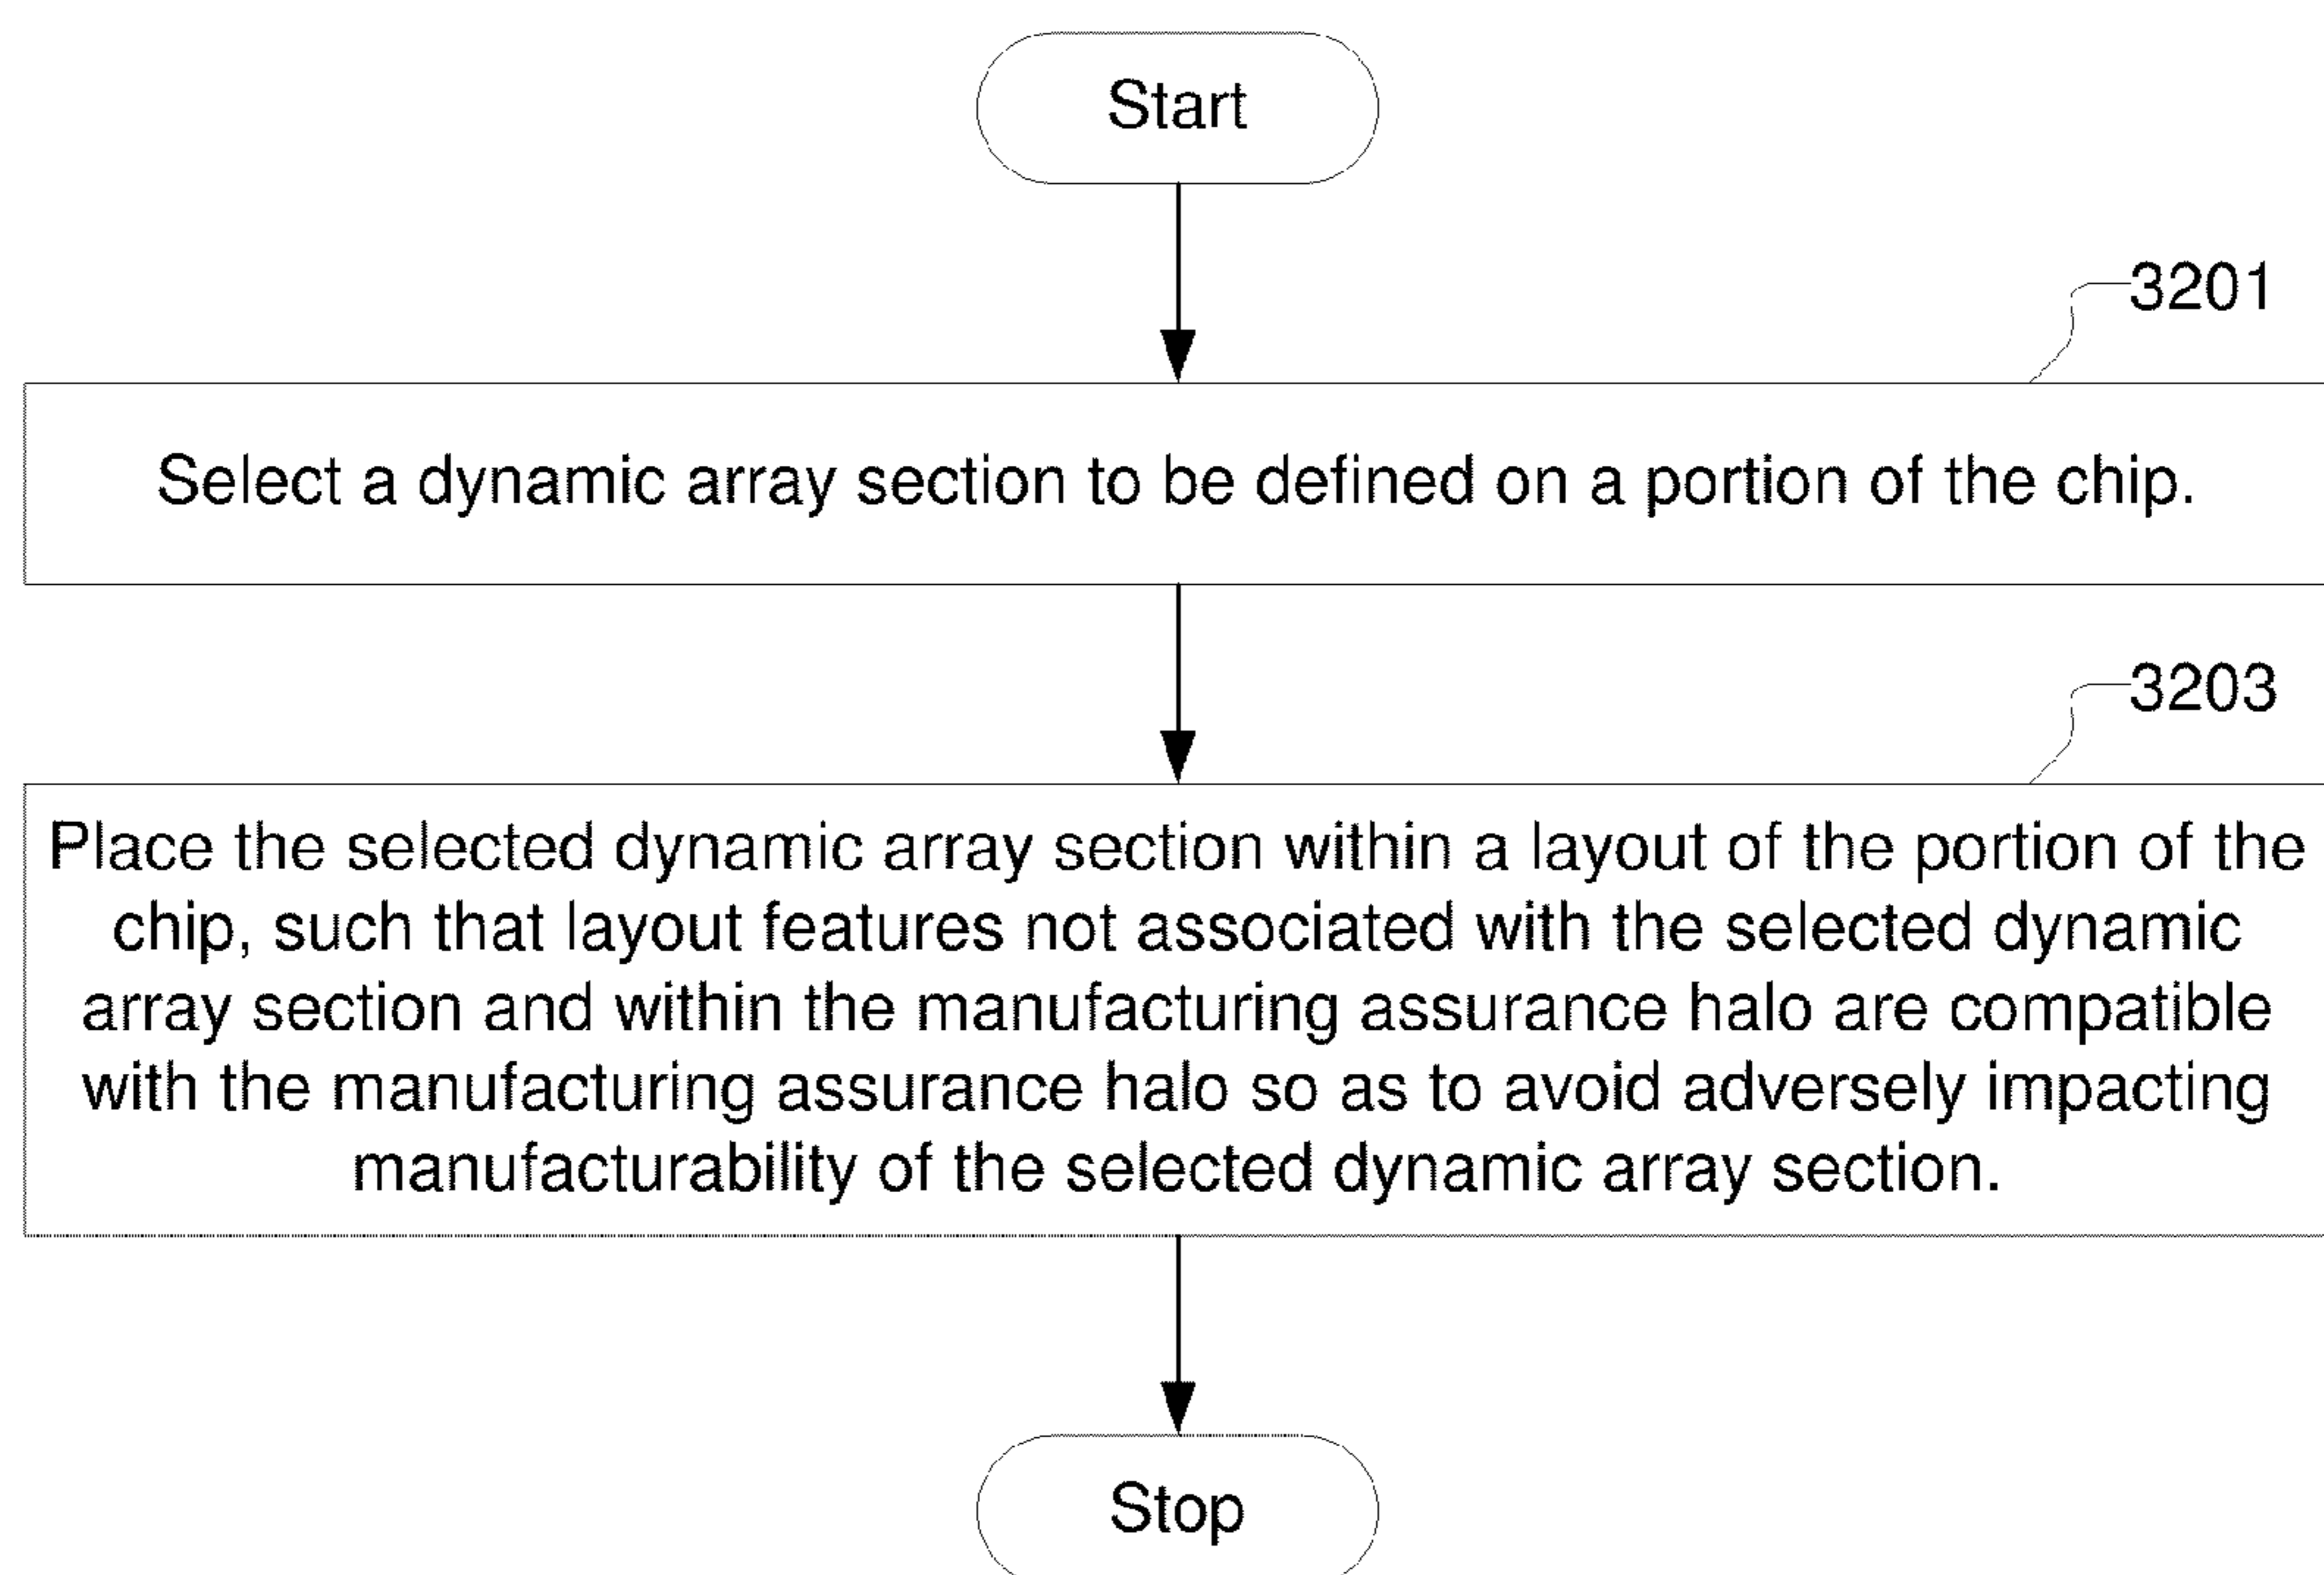 Start
3201
Select a dynamic array section to be defined on a portion of the chip.
3203
Place the selected dynamic array section within a layout of the portion of the
chip, such that layout features not associated with the selected dynamic
array section and within the manufacturing assurance halo are compatible
with the manufacturing assurance halo so as to avoid adversely impacting
manufacturability of the selected dynamic array section.
Stop